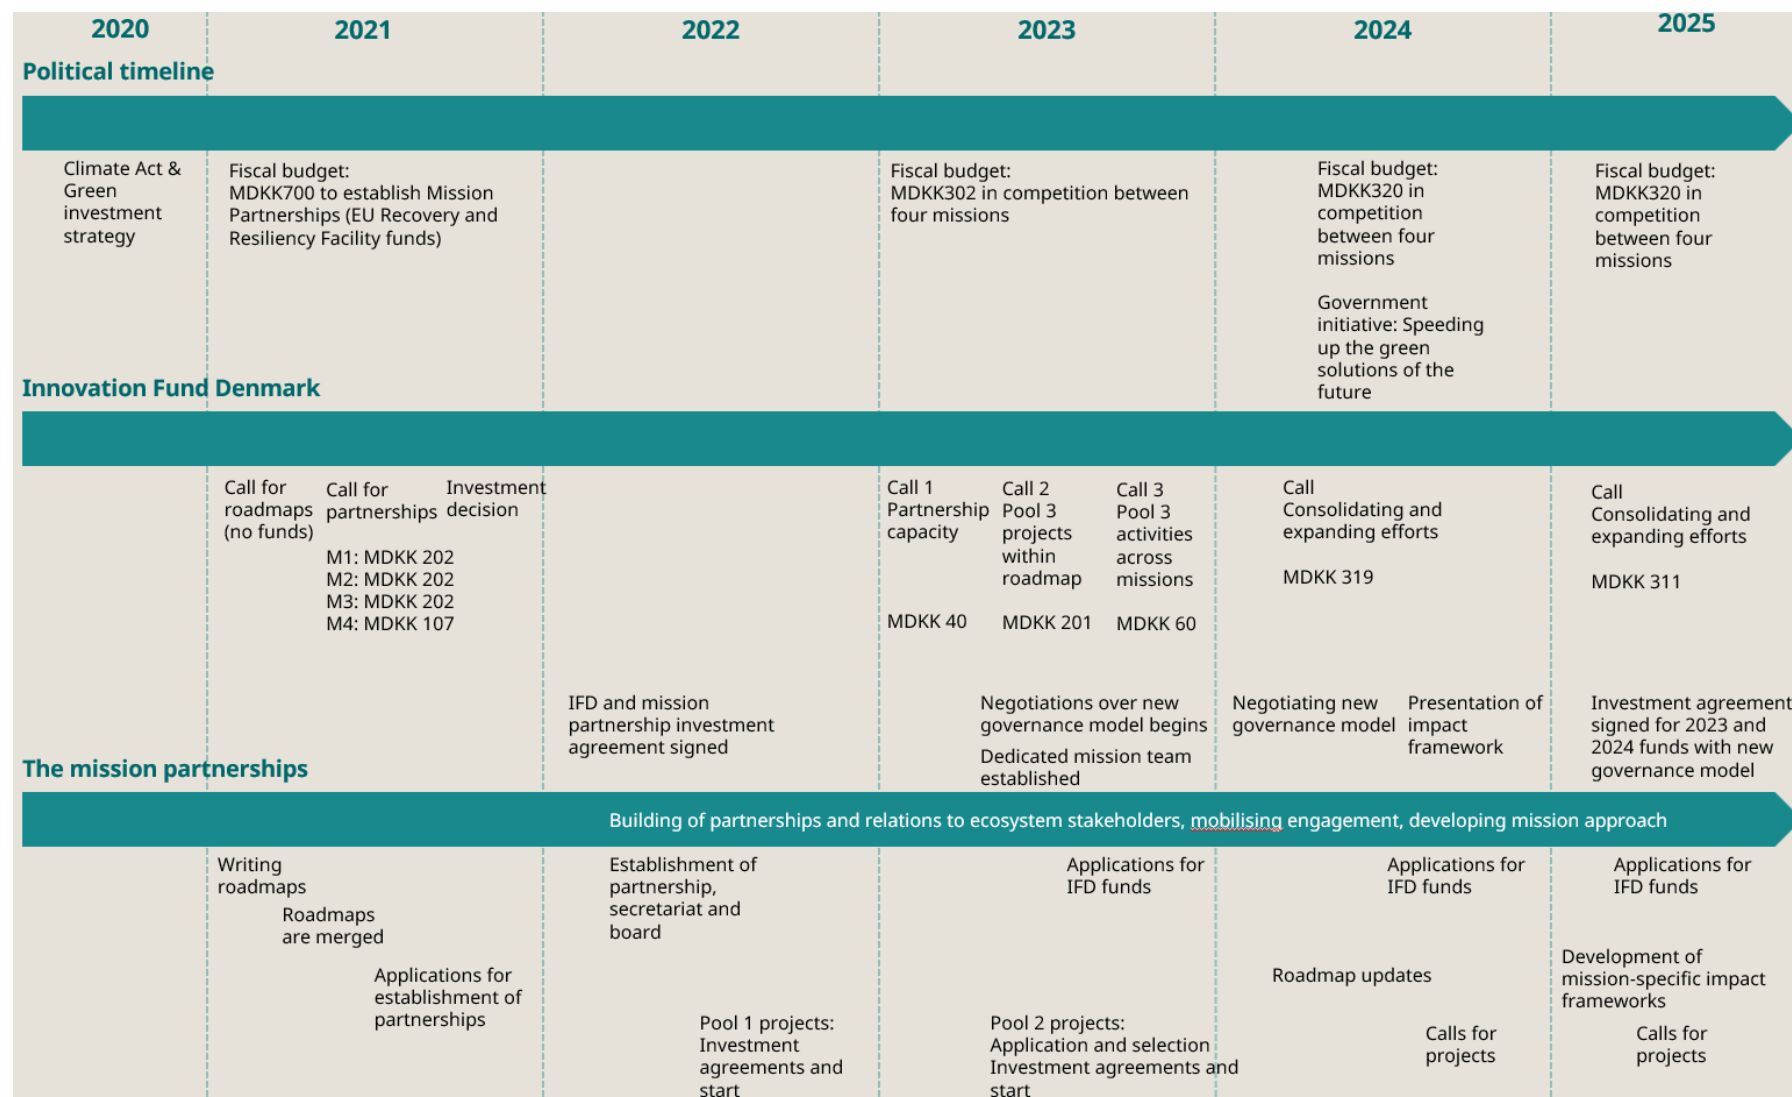 2020
2021
2022
2023
2024
2025
Political timeline
Climate Act &
Green
investment
strategy
Fiscal budget:
MDKK700 to establish Mission
Partnerships (EU Recovery and
Resiliency Facility funds)
Fiscal budget:
MDKK302 in competition between
four missions
Fiscal budget:
MDKK320 in
competition
between four
missions
Government
initiative: Speeding
up the green
solutions of the
future
Fiscal budget:
MDKK320 in
competition
between four
missions
Innovation Fund Denmark
Call for
roadmaps
(no funds)
Call for
partnerships
M1: MDKK 202
M2: MDKK 202
M3: MDKK 202
M4: MDKK 107
Investment
decision
IFD and mission
partnership investment
agreement signed
Call 1
Partnership
capacity
MDKK 40
Call 2
Pool 3
projects
within
roadmap
MDKK 201
Call 3
Pool 3
activities
across
missions
MDKK 60
Negotiations over new
governance model begins
Dedicated mission team
established
Call
Consolidating and
expanding efforts
MDKK 319
Negotiating new
governance model
Presentation of
impact
framework
Call
Consolidating and
expanding efforts
MDKK 311
Investment agreement
signed for 2023 and
2024 funds with new
governance model
The mission partnerships
Building of partnerships and relations to ecosystem stakeholders, mobilising engagement, developing mission approach
Writing
roadmaps
Roadmaps
are merged
Applications for
establishment of
partnerships
Establishment of
partnership,
secretariat and
board
Pool 1 projects:
Investment
agreements and
start
Applications for
IFD funds
Pool 2 projects:
Application and selection
Investment agreements and
start
Applications for
IFD funds
Roadmap updates
Calls for
projects
Applications for
IFD funds
Development of
mission-specific impact
frameworks
Calls for
projects